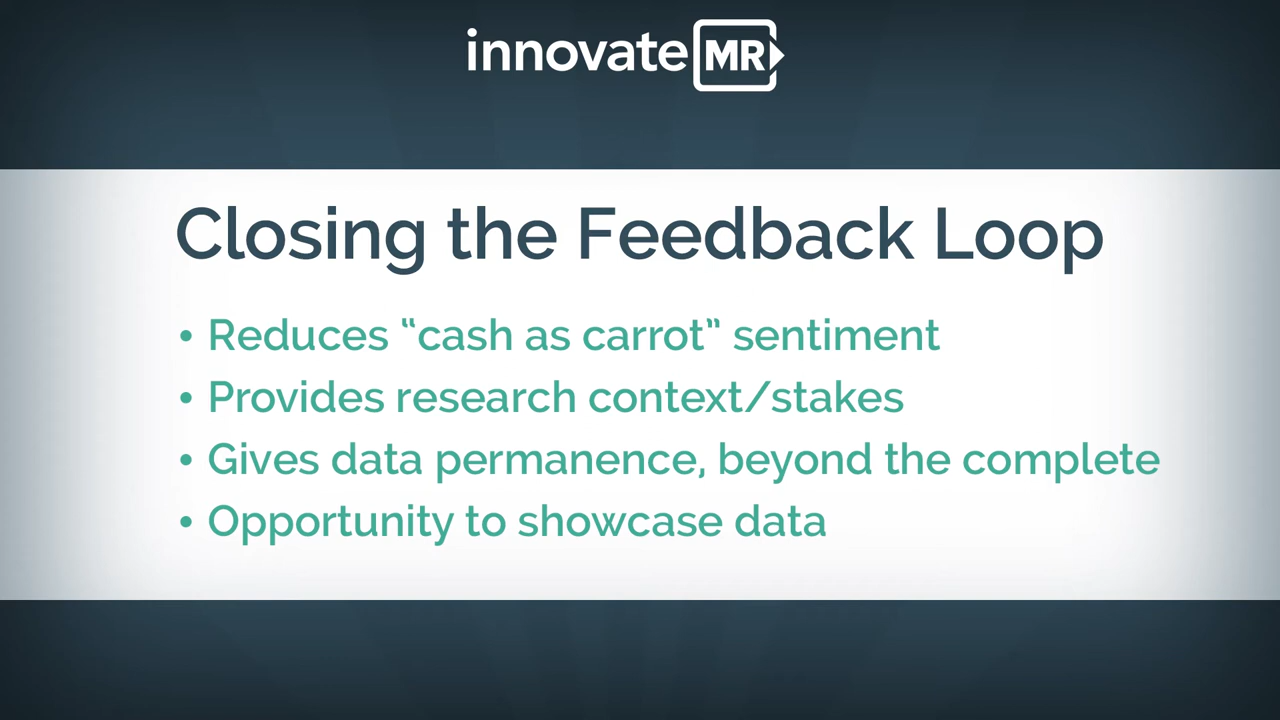 innovateMR
Closing the Feedback Loop
• Reduces “cash as carrot” sentiment
• Provides research context/stakes
• Gives data permanence, beyond the complete
• Opportunity to showcase data